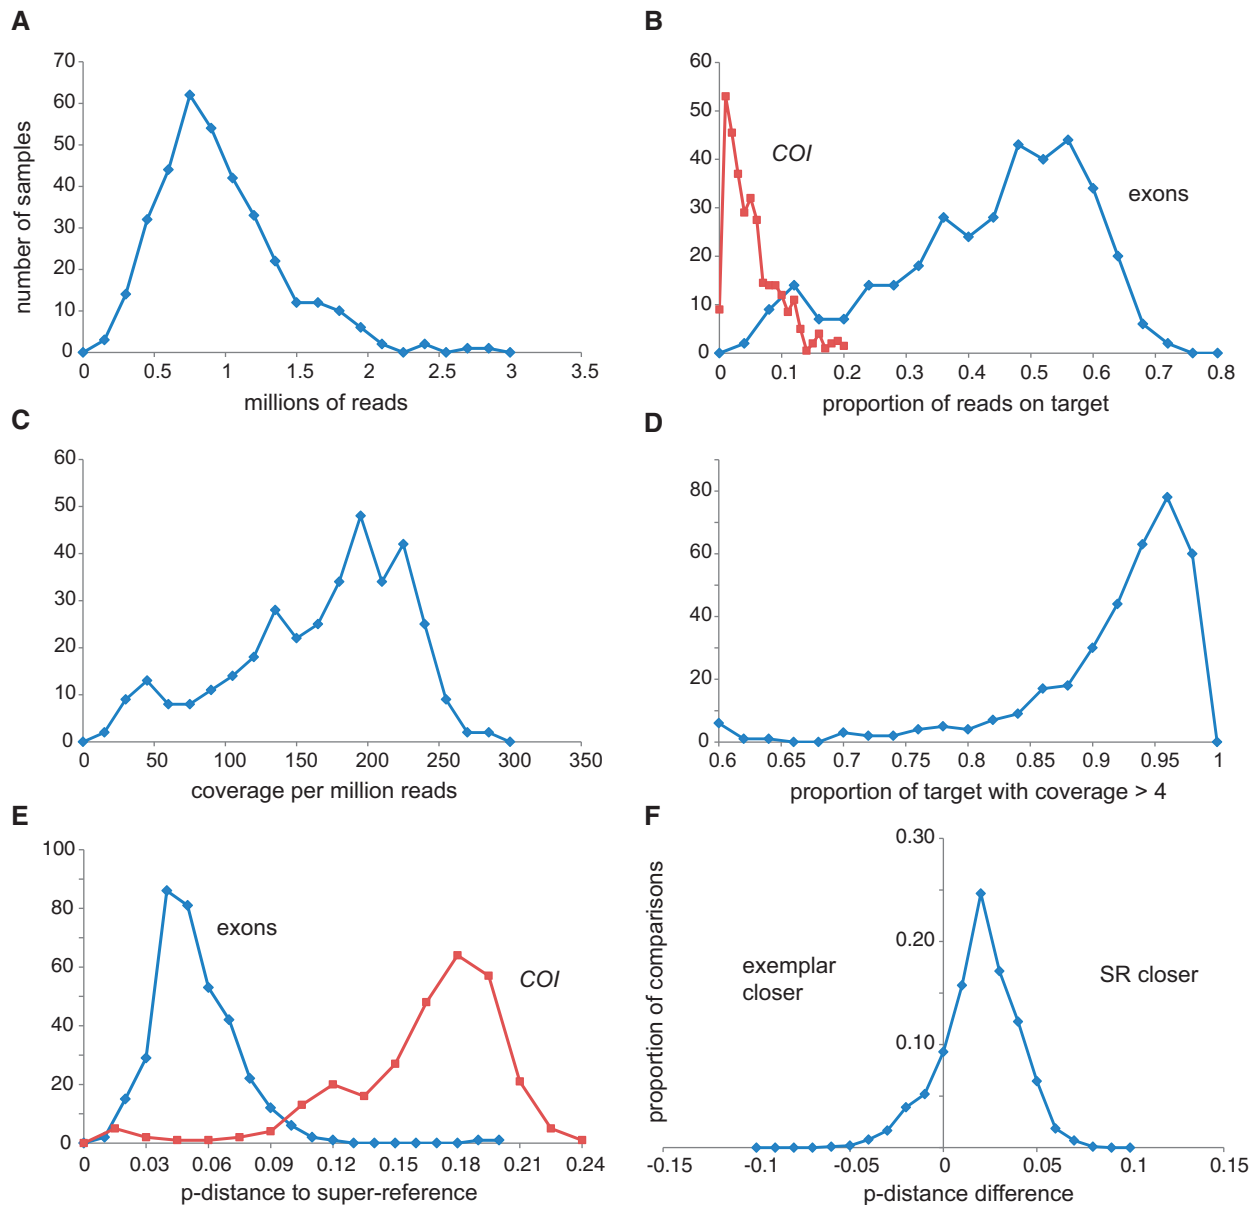 A
70
60
50
40
30
20
10
0
number of samples
0 0.5 1 1.5 2 2.5 3 3.5
millions of reads
B
60
50
40
30
20
10
0
COI
exons
0 0.1 0.2 0.3 0.4 0.5 0.6 0.7 0.8
proportion of reads on target
C
60
50
40
30
20
10
0
0 50 100 150 200 250 300 350
coverage per million reads
D
80
60
40
20
0
0.6 0.65 0.7 0.75 0.8 0.85 0.9 0.95 1
proportion of target with coverage > 4
E
100
80
60
40
20
0
exons
COI
0 0.03 0.06 0.09 0.12 0.15 0.18 0.21 0.24
p-distance to super-reference
F
0.30
0.20
0.10
proportion of comparisons
exemplar
closer
SR closer
-0.15 -0.1 -0.05 0 0.05 0.1 0.15
p-distance difference